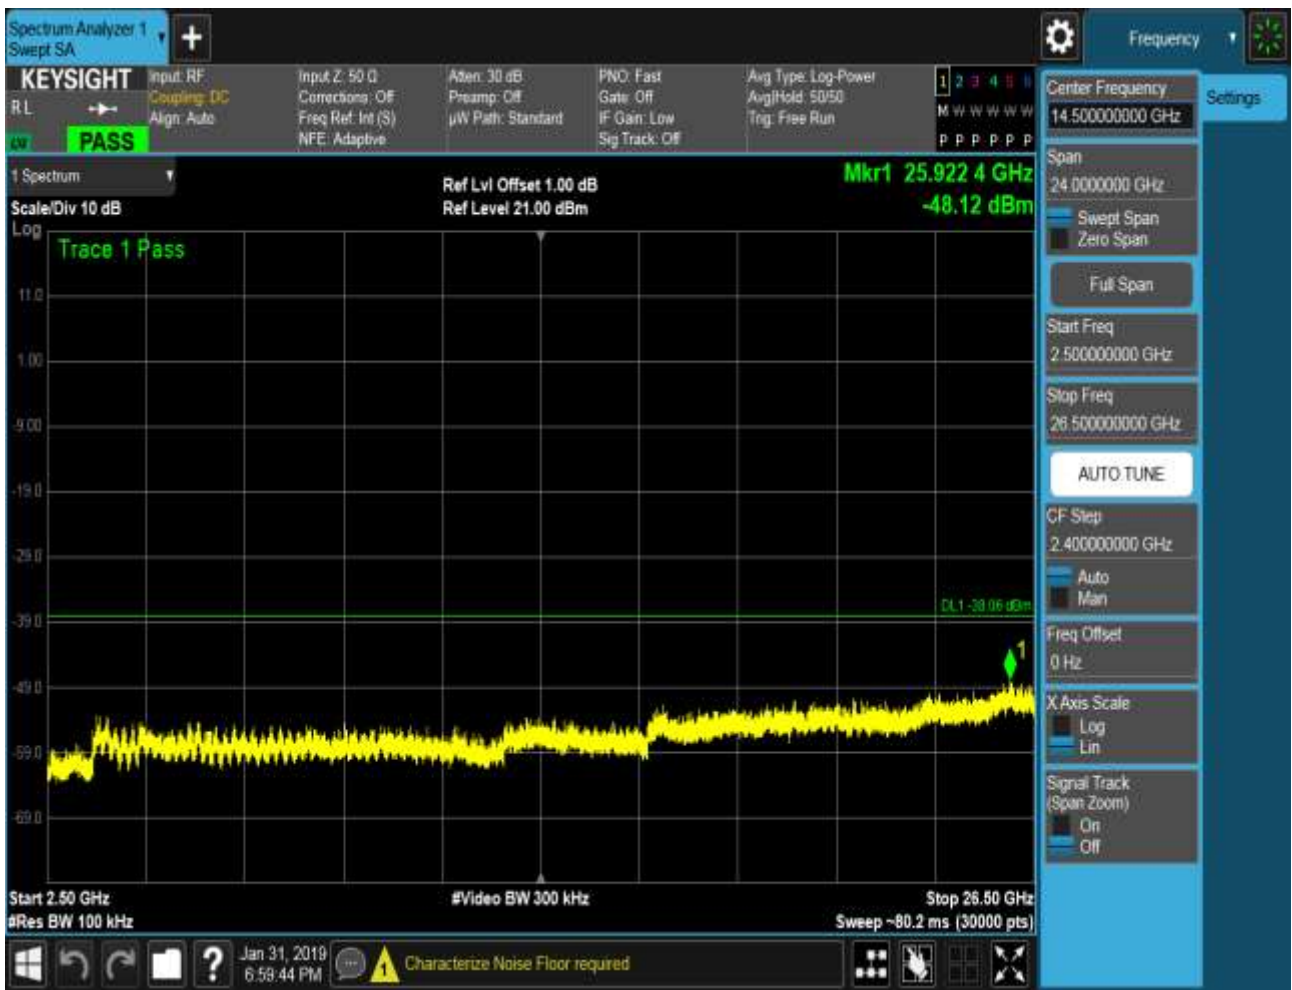 Spectrum Analyzer 1
Swept SA
+
Frequency
KEYSIGHT
R L
PASS
Input: RF
Coupling: DC
Align: Auto
Input Z: 50 Ω
Corrections: Off
Freq Ref: Int (S)
NFE: Adaptive
Atten: 30 dB
Preamp: Off
µW Path: Standard
PNO: Fast
Gate: Off
IF Gain: Low
Sig Track: Off
Avg Type: Log-Power
Avg|Hold: 50/50
Trig: Free Run
1 2 3 4 5 6
M W W W W W
P P P P P P
1 Spectrum
Scale/Div 10 dB
Log
Ref Lvl Offset 1.00 dB
Ref Level 21.00 dBm
Mkr1 25.922 4 GHz
-48.12 dBm
Trace 1 Pass
11.0
1.00
-9.00
-19.0
-29.0
-39.0
-49.0
-59.0
-69.0
DL1 -38.06 dBm
1
Start 2.50 GHz
#Res BW 100 kHz
#Video BW 300 kHz
Stop 26.50 GHz
Sweep ~80.2 ms (30000 pts)
Center Frequency
14.500000000 GHz
Settings
Span
24.0000000 GHz
Swept Span
Zero Span
Full Span
Start Freq
2.500000000 GHz
Stop Freq
26.500000000 GHz
AUTO TUNE
CF Step
2.400000000 GHz
Auto
Man
Freq Offset
0 Hz
X Axis Scale
Log
Lin
Signal Track
(Span Zoom)
On
Off
?
Jan 31, 2019
6:59:44 PM
1
Characterize Noise Floor required